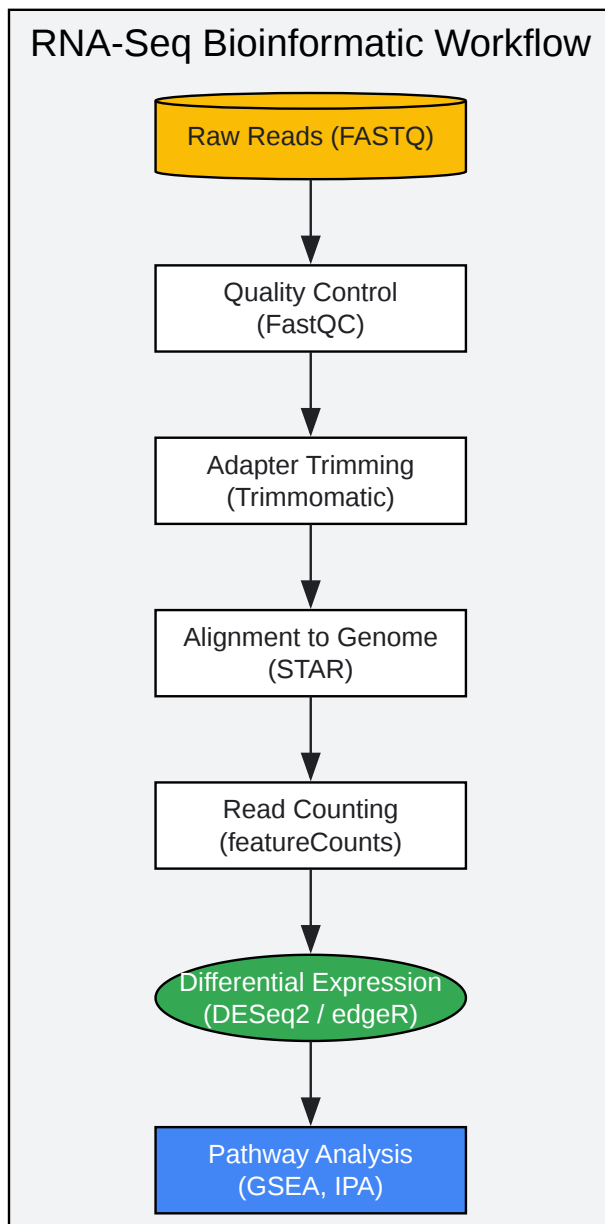 RNA-Seq Bioinformatic Workflow
Raw Reads (FASTQ)
Quality Control
(FastQC)
Adapter Trimming
(Trimmomatic)
Alignment to Genome
(STAR)
Read Counting
(featureCounts)
Differential Expression
(DESeq2 / edgeR)
Pathway Analysis
(GSEA, IPA)